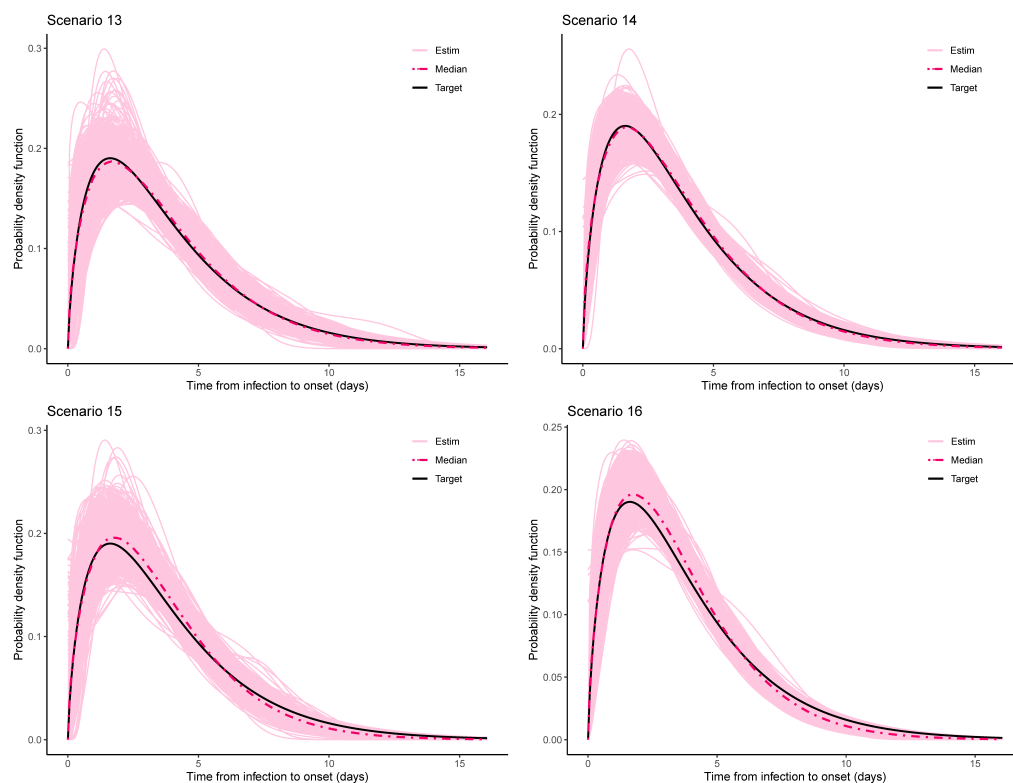 Scenario 13
Probability density function
0.3
0.2
0.1
0.0
Estim
Median
Target
0
5
10
15
Time from infection to onset (days)
Scenario 14
Probability density function
0.2
0.1
0.0
Estim
Median
Target
0
5
10
15
Time from infection to onset (days)
Scenario 15
Probability density function
0.3
0.2
0.1
0.0
Estim
Median
Target
0
5
10
15
Time from infection to onset (days)
Scenario 16
Probability density function
0.25
0.20
0.15
0.10
0.05
0.00
Estim
Median
Target
0
5
10
15
Time from infection to onset (days)